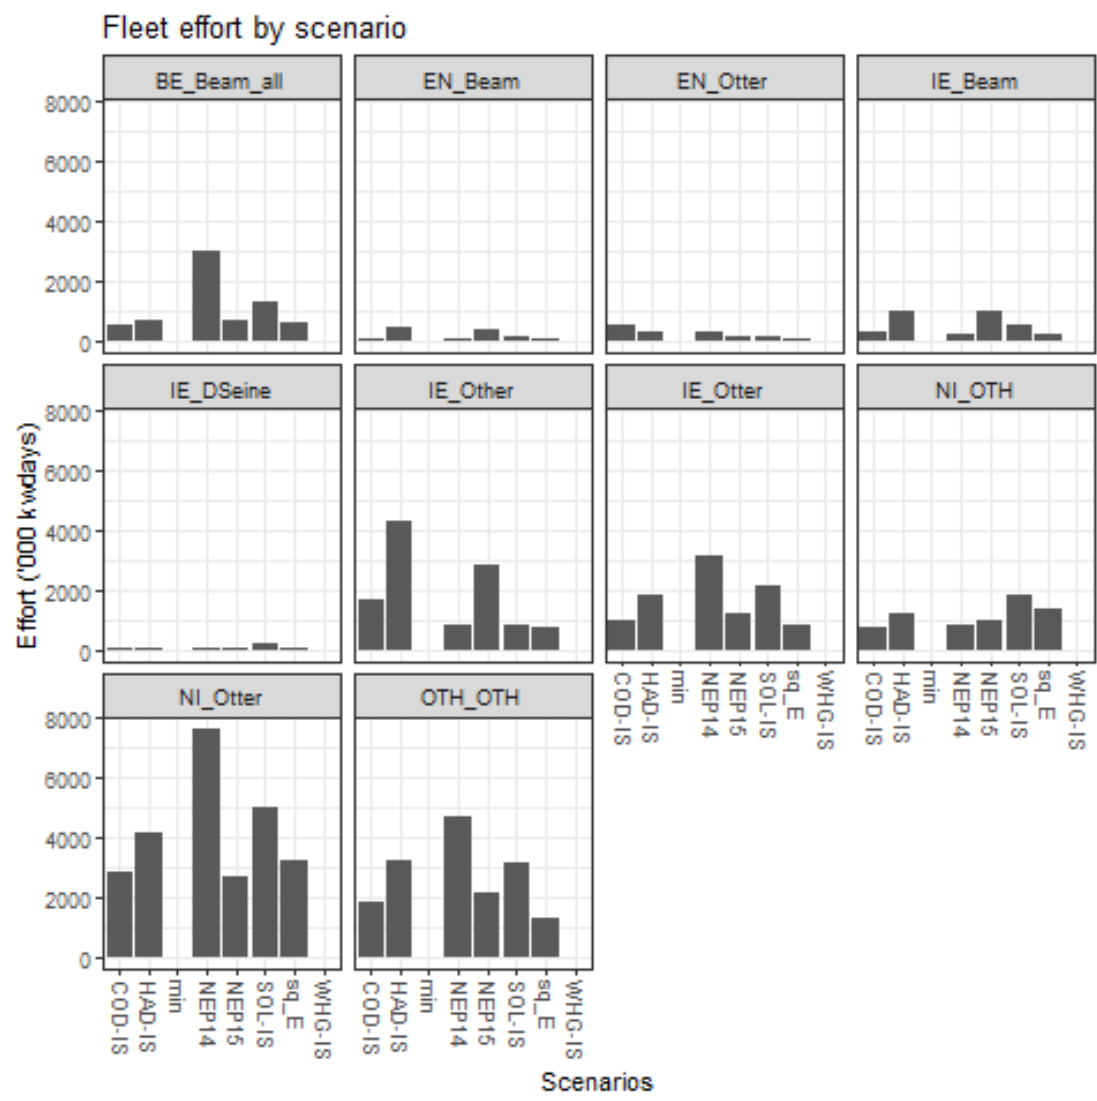 Fleet effort by scenario
BE_Beam_all EN_Beam EN_Otter IE_Beam
8000
6000
4000
2000
0
IE_DSeine IE_Other IE_Otter NI_OTH
8000
6000
4000
2000
0
Effort ('000 kwdays)
COD-IS HAD-IS min NEP14 NEP15 SOL-IS sq_E WHG-IS COD-IS HAD-IS min NEP14 NEP15 SOL-IS sq_E WHG-IS
NI_Otter OTH_OTH
8000
6000
4000
2000
0
COD-IS HAD-IS min NEP14 NEP15 SOL-IS sq_E WHG-IS COD-IS HAD-IS min NEP14 NEP15 SOL-IS sq_E WHG-IS
Scenarios